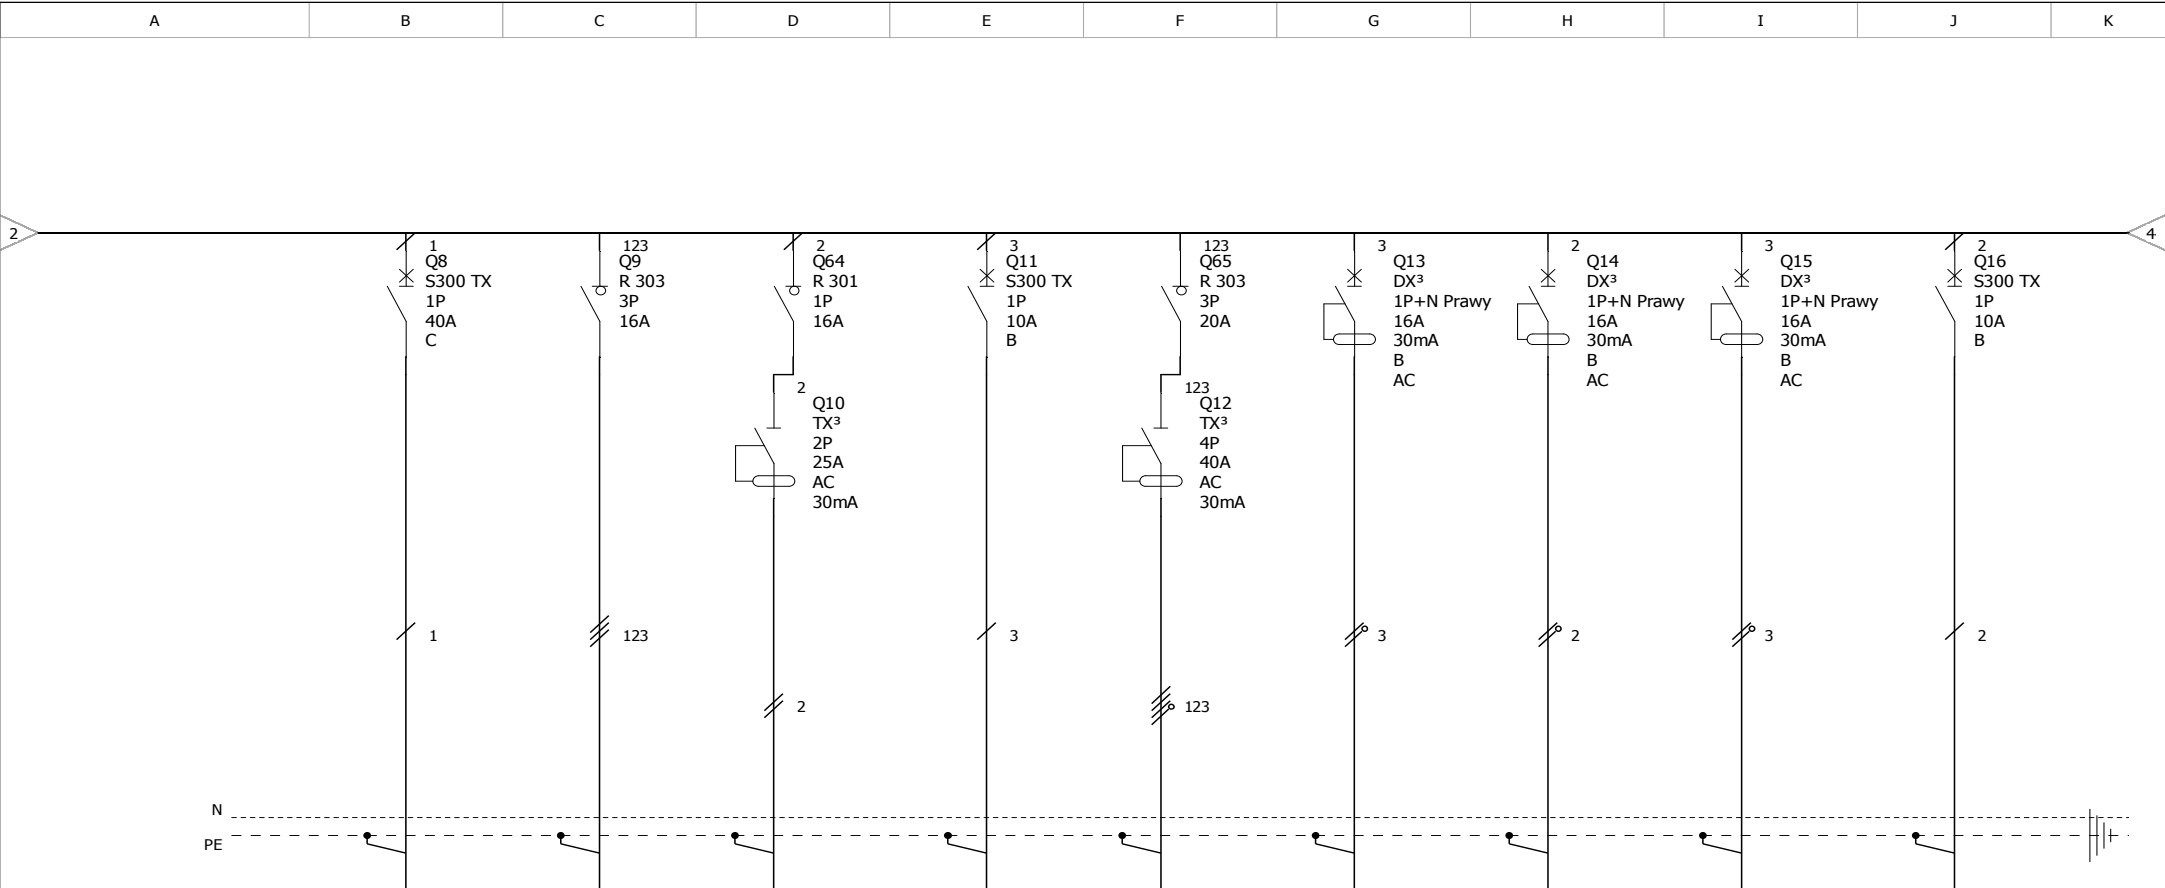 A B C D E F G H I J K
2
4
1
Q8
S300 TX
1P
40A
C
123
Q9
R 303
3P
16A
2
Q64
R 301
1P
16A
3
Q11
S300 TX
1P
10A
B
123
Q65
R 303
3P
20A
3
Q13
DX³
1P+N Prawy
16A
30mA
B
AC
2
Q14
DX³
1P+N Prawy
16A
30mA
B
AC
3
Q15
DX³
1P+N Prawy
16A
30mA
B
AC
2
Q16
S300 TX
1P
10A
B
2
Q10
TX³
2P
25A
AC
30mA
123
Q12
TX³
4P
40A
AC
30mA
1
123
3
3
2
3
2
2
123
N
PE